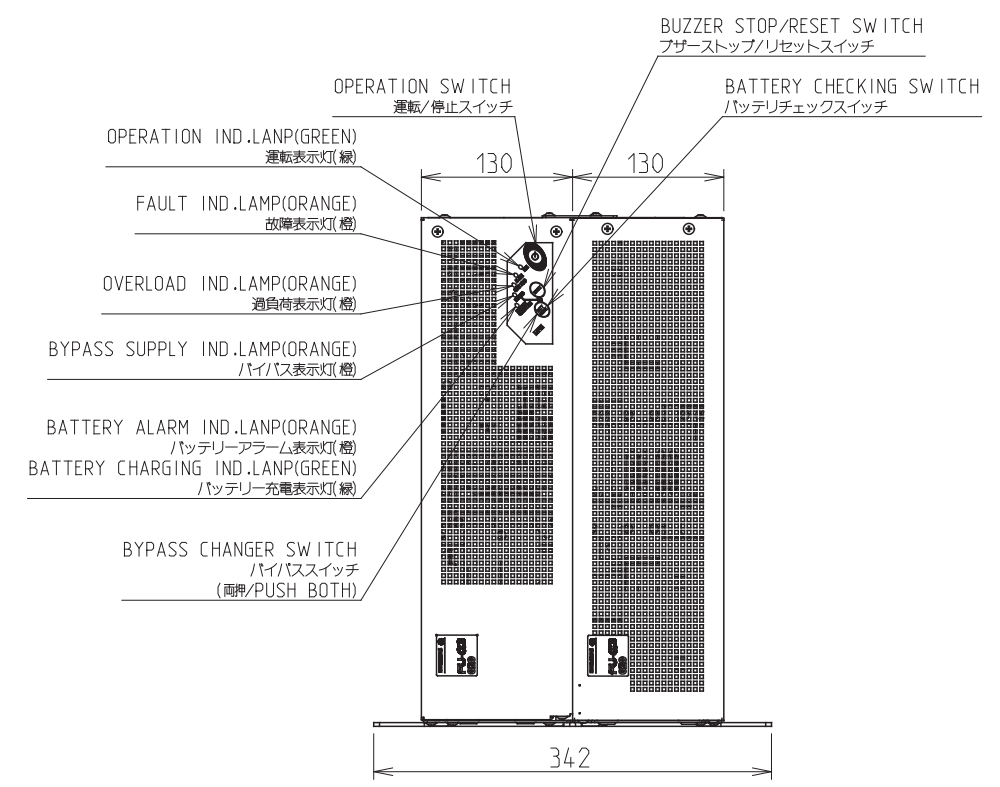 BUZZER STOP/RESET SWITCH
ブザーストップ/リセットスイッチ
OPERATION SWITCH
運転/停止スイッチ
BATTERY CHECKING SWITCH
バッテリチェックスイッチ
OPERATION IND.LANP(GREEN)
運転表示灯(緑)
130
130
FAULT IND.LAMP(ORANGE)
故障表示灯(橙)
OVERLOAD IND.LAMP(ORANGE)
過負荷表示灯(橙)
BYPASS SUPPLY IND.LAMP(ORANGE)
バイパス表示灯(橙)
BATTERY ALARM IND.LANP(ORANGE)
バッテリーアラーム表示灯(橙)
BATTERY CHARGING IND.LANP(GREEN)
バッテリー充電表示灯(緑)
BYPASS CHANGER SWITCH
バイパススイッチ
(両押/PUSH BOTH)
342